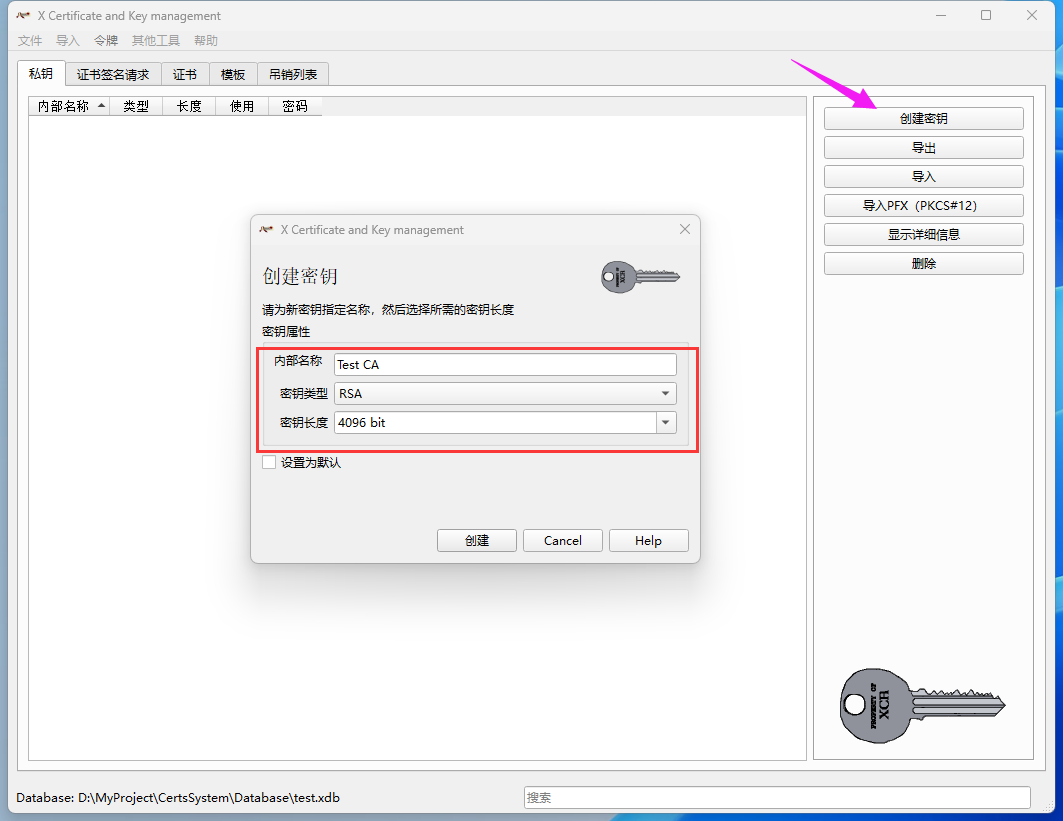 X Certificate and Key management
文件 导入 令牌 其他工具 帮助
私钥 证书签名请求 证书 模板 吊销列表
内部名称 类型 长度 使用 密码
创建密钥
导出
导入
导入PFX（PKCS#12）
显示详细信息
删除
X Certificate and Key management
创建密钥
PROPERTY OF
XCA
请为新密钥指定名称，然后选择所需的密钥长度
密钥属性
内部名称 Test CA
密钥类型 RSA
密钥长度 4096 bit
设置为默认
创建 Cancel Help
PROPERTY OF
XCA
Database: D:\MyProject\CertsSystem\Database\test.xdb
搜索